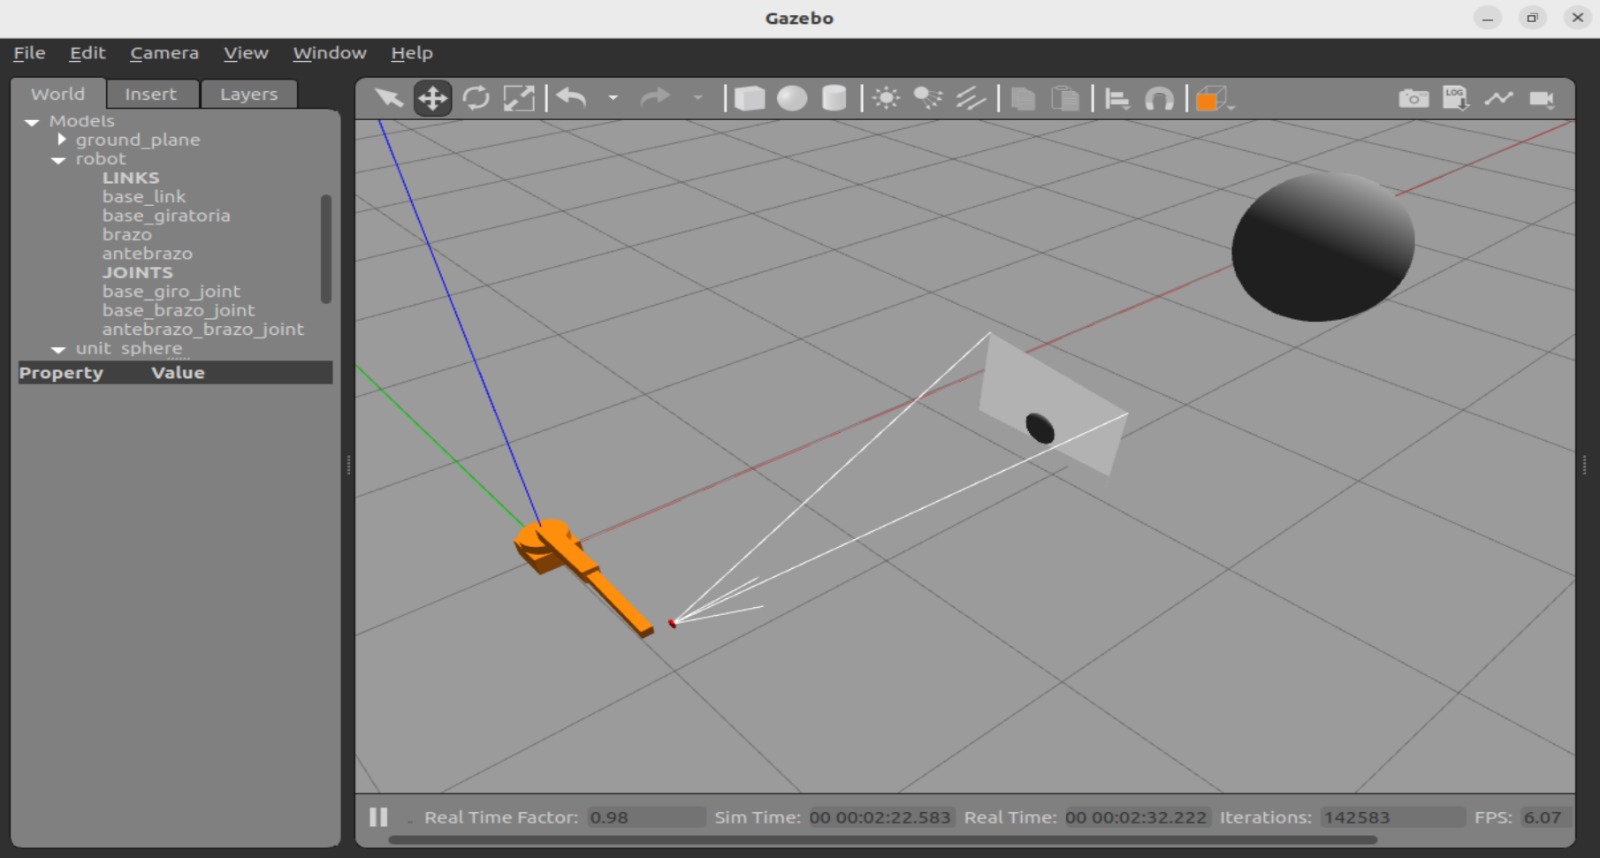 Gazebo
File Edit Camera View Window Help
World Insert Layers
Models
ground_plane
robot
LINKS
base_link
base_giratoria
brazo
antebrazo
JOINTS
base_giro_joint
base_brazo_joint
antebrazo_brazo_joint
unit_sphere
Property Value
LOG
Real Time Factor: 0.98 Sim Time: 00 00:02:22.583 Real Time: 00 00:02:32.222 Iterations: 142583 FPS: 6.07